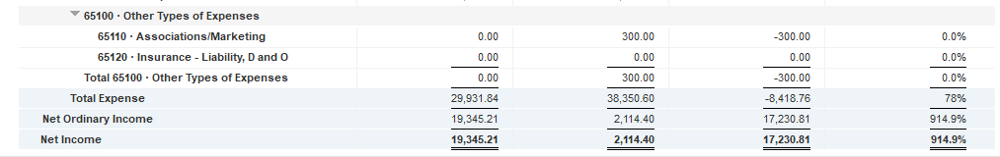 65100 · Other Types of Expenses
65110 · Associations/Marketing 0.00 300.00 -300.00 0.0%
65120 · Insurance - Liability, D and O 0.00 0.00 0.00 0.0%
Total 65100 · Other Types of Expenses 0.00 300.00 -300.00 0.0%
Total Expense 29,931.84 38,350.60 -8,418.76 78%
Net Ordinary Income 19,345.21 2,114.40 17,230.81 914.9%
Net Income 19,345.21 2,114.40 17,230.81 914.9%